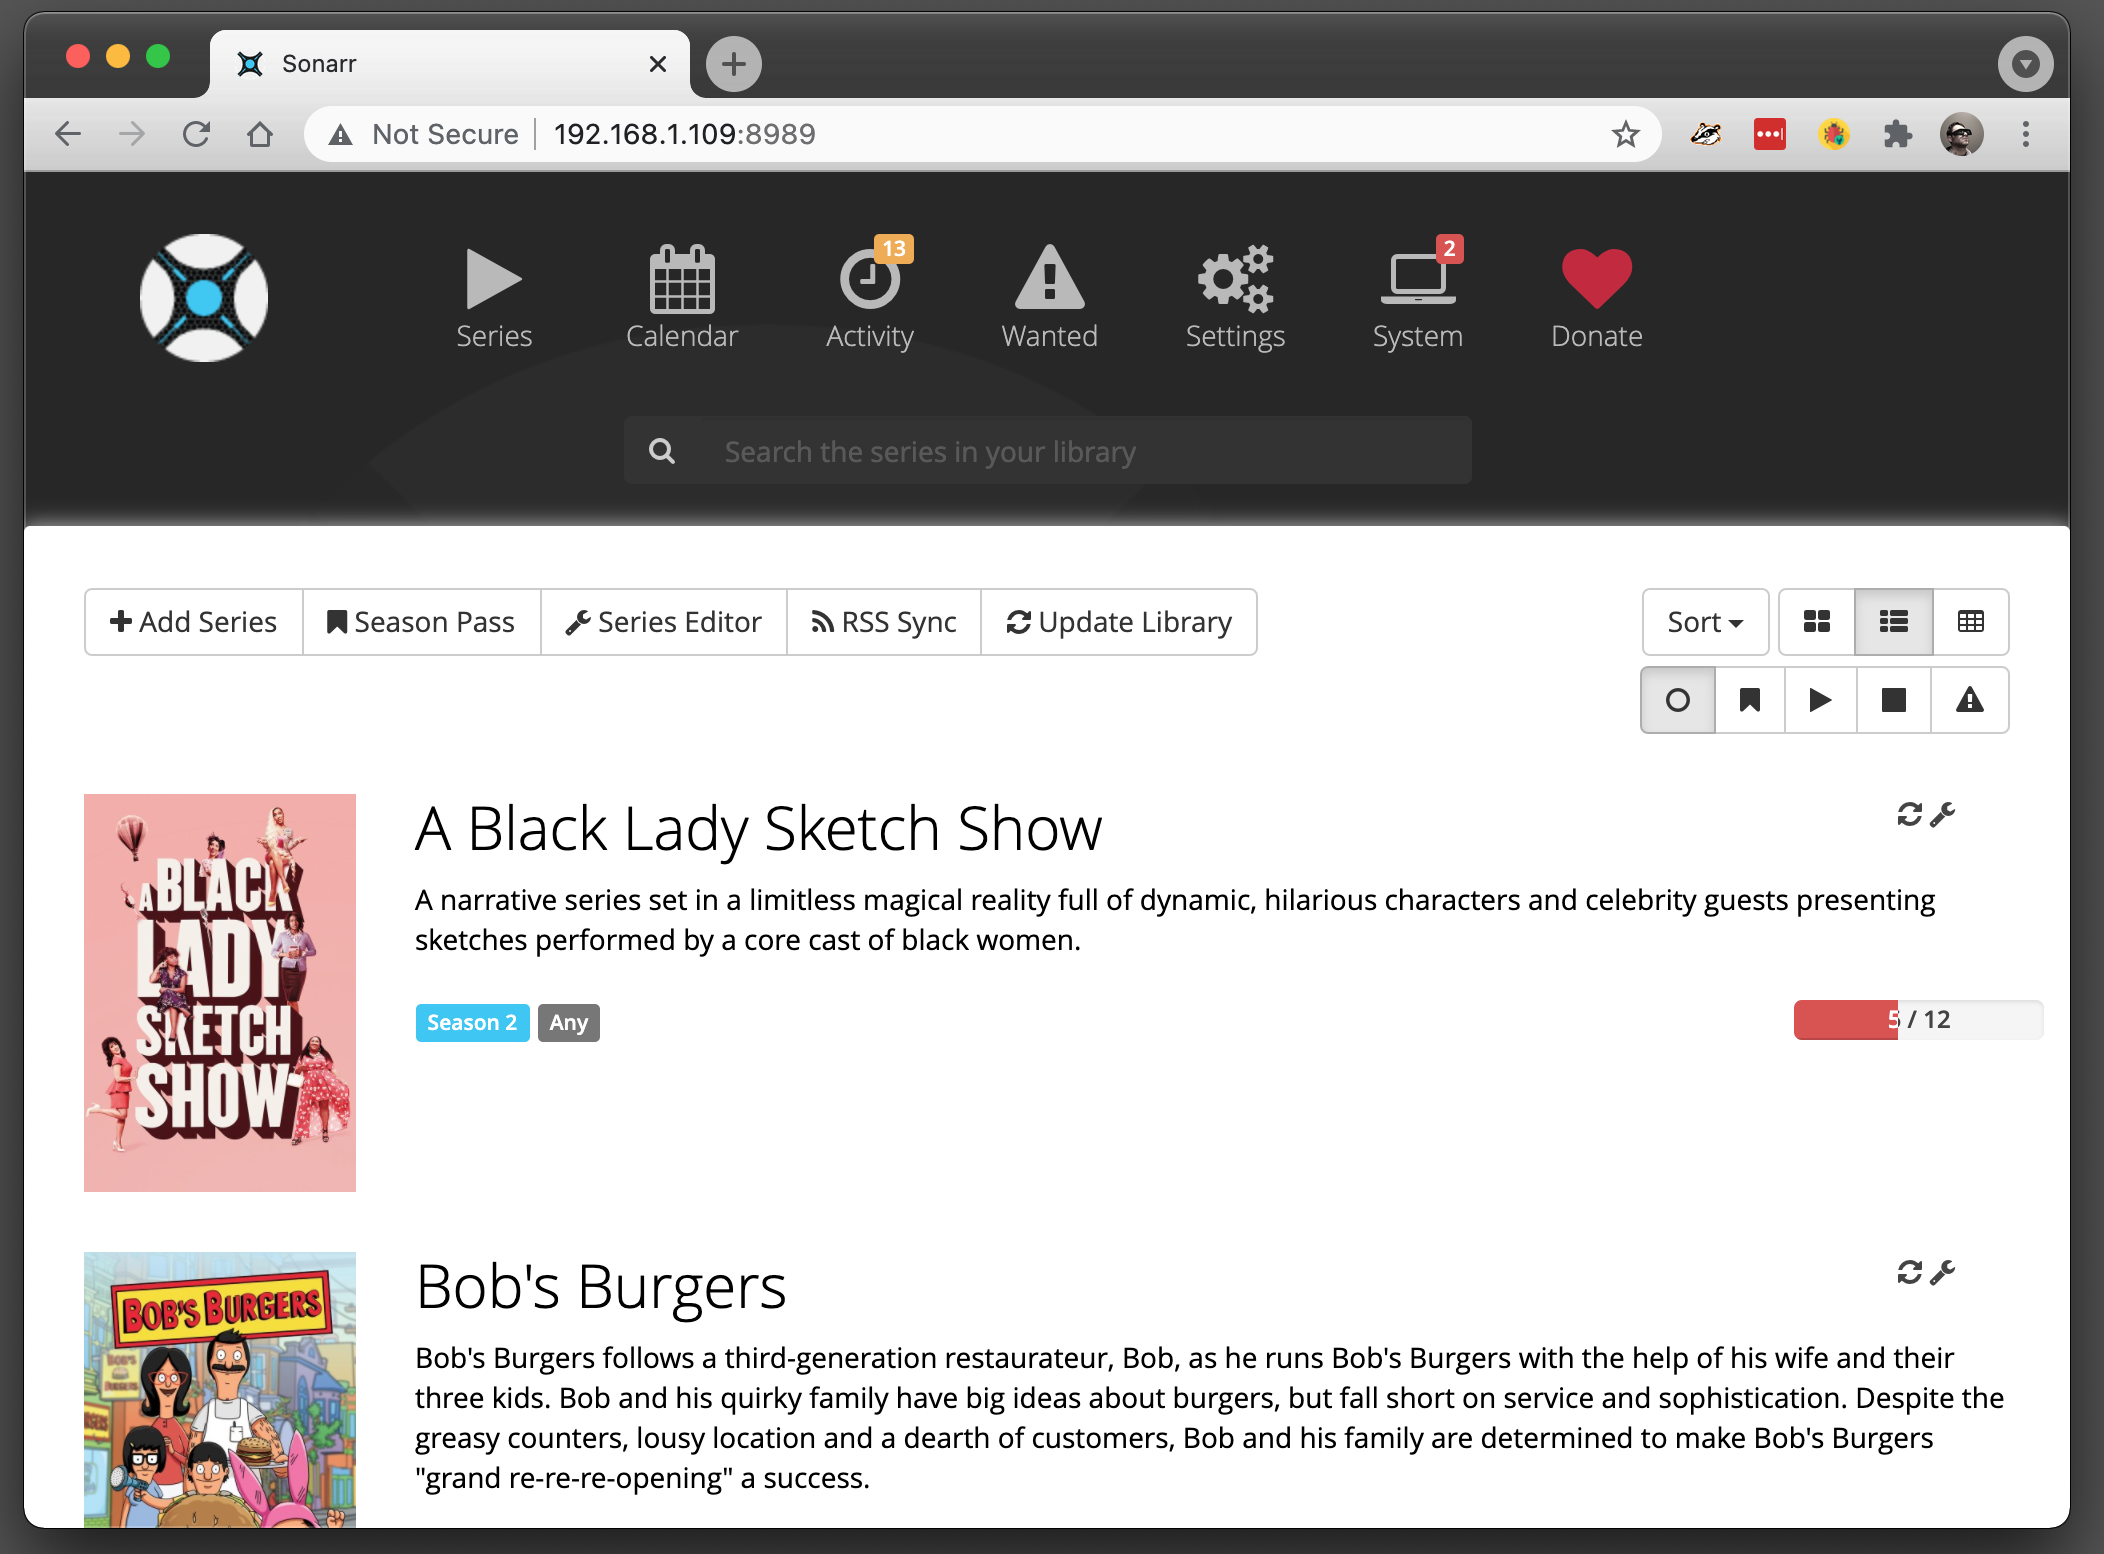 Sonarr
Not Secure 192.168.1.109:8989
13
2
Series Calendar Activity Wanted Settings System Donate
Search the series in your library
Add Series Season Pass Series Editor RSS Sync Update Library Sort
A Black Lady Sketch Show
A narrative series set in a limitless magical reality full of dynamic, hilarious characters and celebrity guests presenting
sketches performed by a core cast of black women.
Season 2 Any 5 / 12
A BLACK
LADY
SKETCH
SHOW
Bob's Burgers
Bob's Burgers follows a third-generation restaurateur, Bob, as he runs Bob's Burgers with the help of his wife and their
three kids. Bob and his quirky family have big ideas about burgers, but fall short on service and sophistication. Despite the
greasy counters, lousy location and a dearth of customers, Bob and his family are determined to make Bob's Burgers
"grand re-re-re-opening" a success.
BOB'S BURGERS